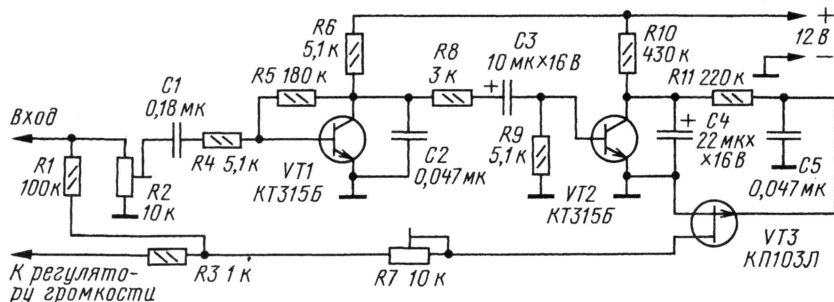 R6
5,1 к
R5 180 к
R8
3 к
C3
10 мк×16 В
R10
430 к
+
12 В
−
R11 220 к
Вход
C1
0,18 мк
R1
100 к
R2
10 к
R4 5,1 к
VT1
КТ315Б
C2
0,047 мк
+
R9
5,1 к
VT2
КТ315Б
+
C4
22 мк×
×16 В
C5
0,047 мк
VT3
КП103Л
К регулято-
ру громкости
R3 1 к
R7 10 к